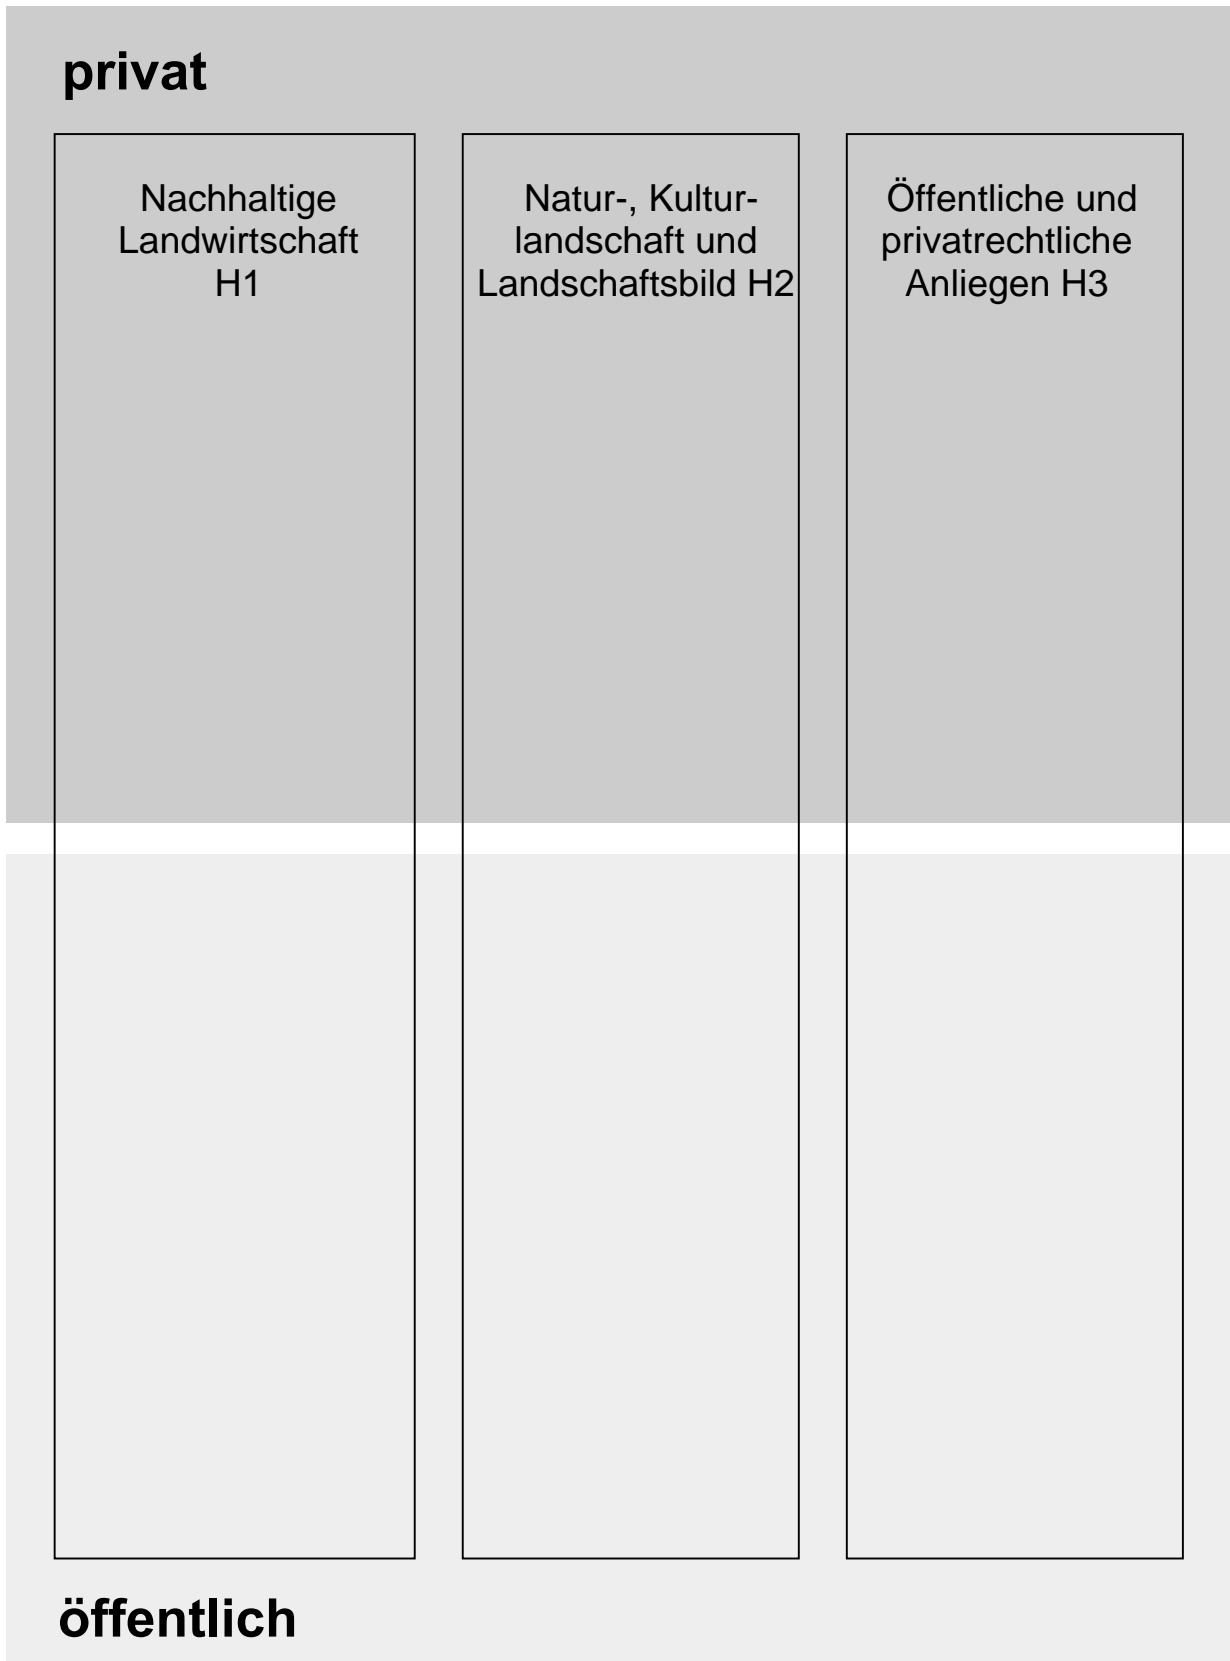 privat
Nachhaltige
Landwirtschaft
H1
Natur-, Kultur-
landschaft und
Landschaftsbild H2
Öffentliche und
privatrechtliche
Anliegen H3
öffentlich